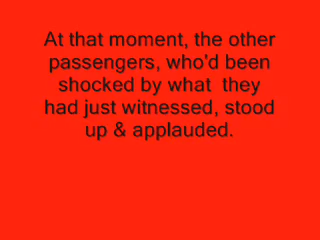 At that moment, the other
passengers, who'd been
shocked by what  they
had just witnessed, stood
up & applauded.